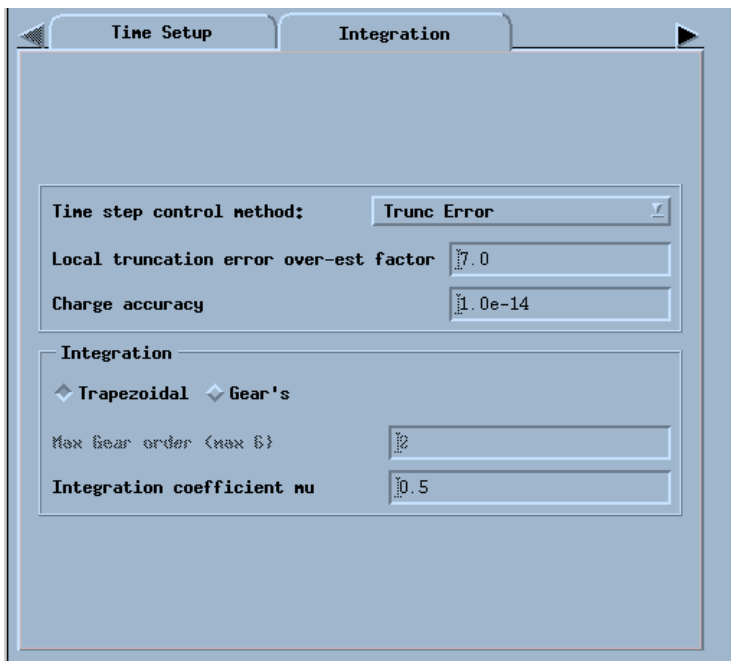 Time Setup Integration
Time step control method: Trunc Error
Local truncation error over-est factor 7.0
Charge accuracy 1.0e-14
Integration
Trapezoidal Gear's
Max Gear order (max 6) 2
Integration coefficient mu 0.5